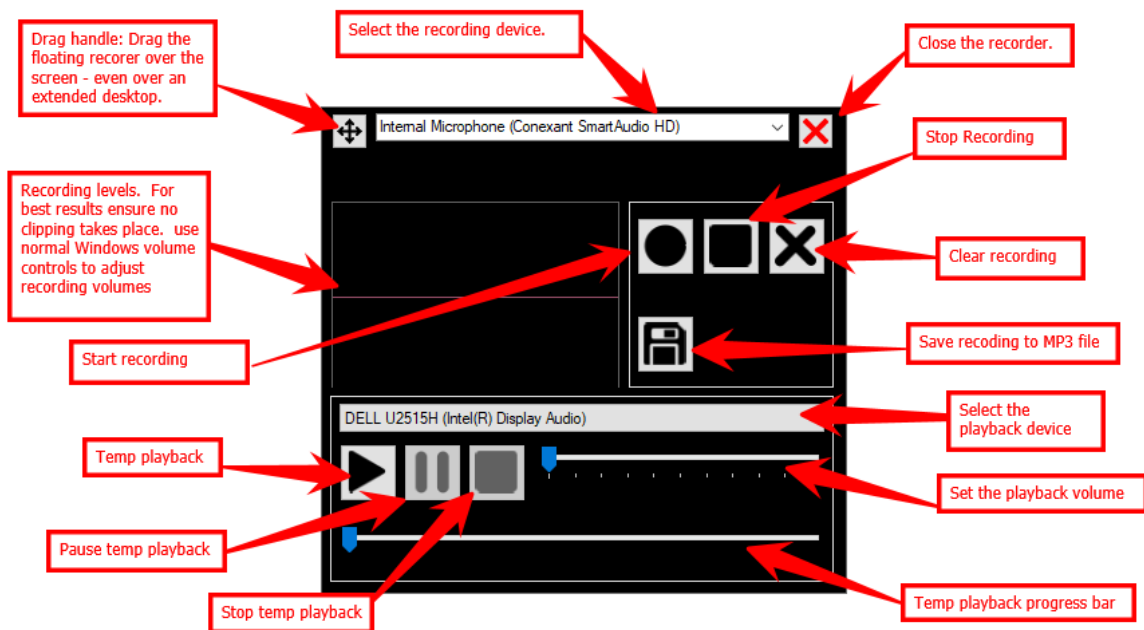 Drag handle: Drag the
floating recorer over the
screen - even over an
extended desktop.
Select the recording device.
Close the recorder.
Internal Microphone (Conexant SmartAudio HD)
Stop Recording
Recording levels.  For
best results ensure no
clipping takes place.  use
normal Windows volume
controls to adjust
recording volumes
Clear recording
Start recording
Save recoding to MP3 file
DELL U2515H (Intel(R) Display Audio)
Select the
playback device
Temp playback
Set the playback volume
Pause temp playback
Stop temp playback
Temp playback progress bar